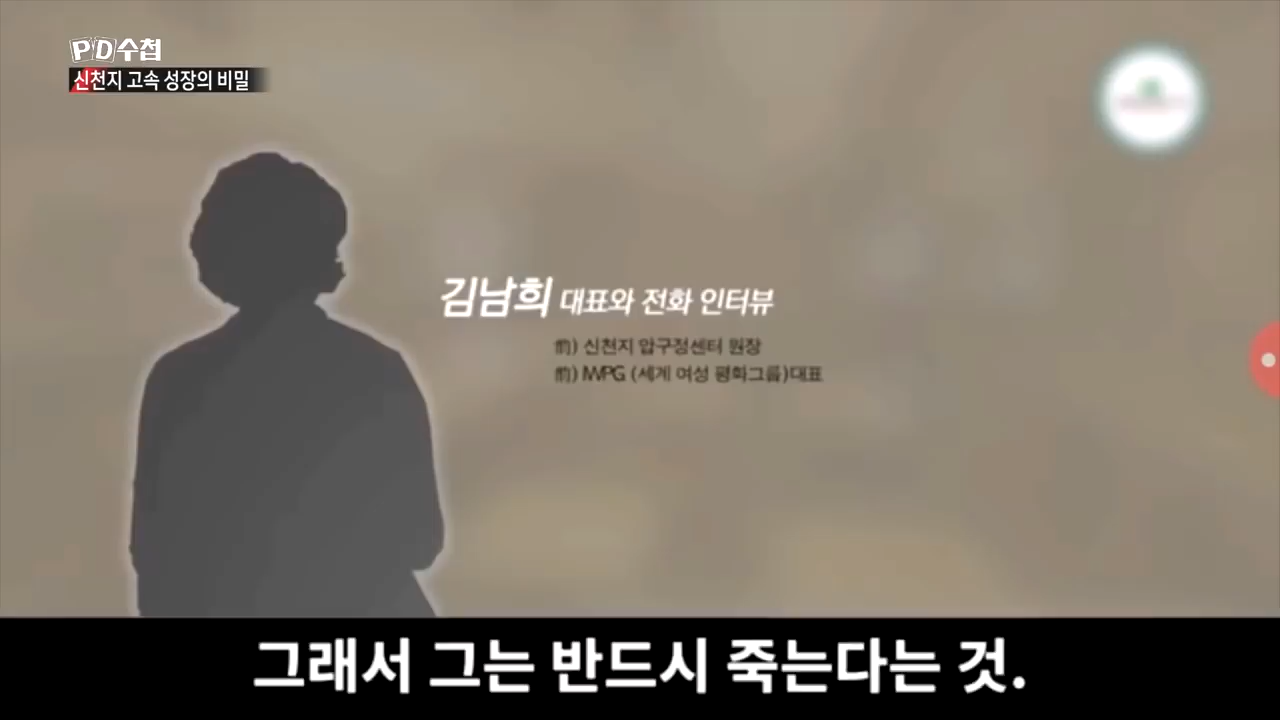 PD수첩
신천지 고속 성장의 비밀
김남희 대표와 전화 인터뷰
前) 신천지 압구정센터 원장
前) IWPG (세계 여성 평화그룹)대표
그래서 그는 반드시 죽는다는 것.